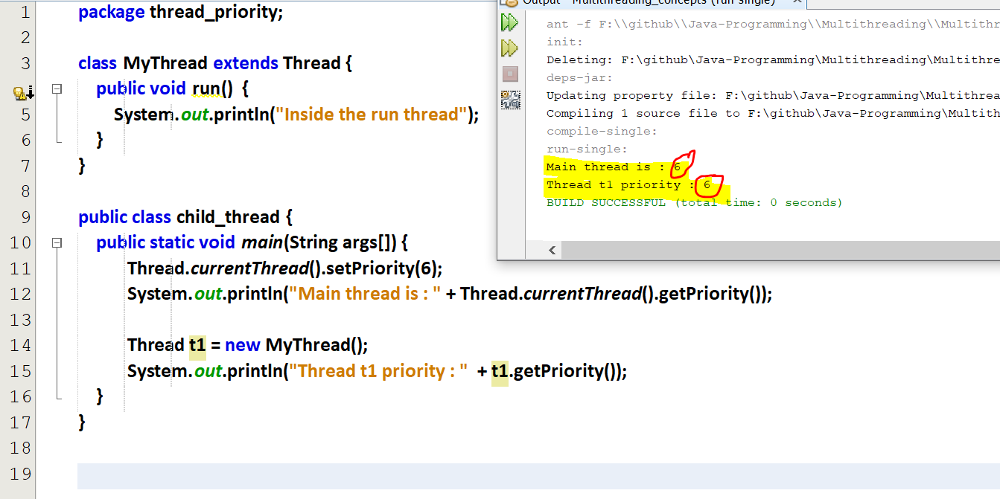 1 package thread_priority;
2
3 class MyThread extends Thread {
public void run() {
5 System.out.println("Inside the run thread");
6 }
7 }
8
9 public class child_thread {
10 public static void main(String args[]) {
11 Thread.currentThread().setPriority(6);
12 System.out.println("Main thread is : " + Thread.currentThread().getPriority());
13
14 Thread t1 = new MyThread();
15 System.out.println("Thread t1 priority : " + t1.getPriority());
16 }
17 }
18
19
Output - Multithreading_concepts (run-single)
ant -f F:\\github\\Java-Programming\\Multithreading\\Multithr
init:
Deleting: F:\github\Java-Programming\Multithreading\Multithre
deps-jar:
Updating property file: F:\github\Java-Programming\Multithrea
Compiling 1 source file to F:\github\Java-Programming\Multith
compile-single:
run-single:
Main thread is : 6
Thread t1 priority : 6
BUILD SUCCESSFUL (total time: 0 seconds)